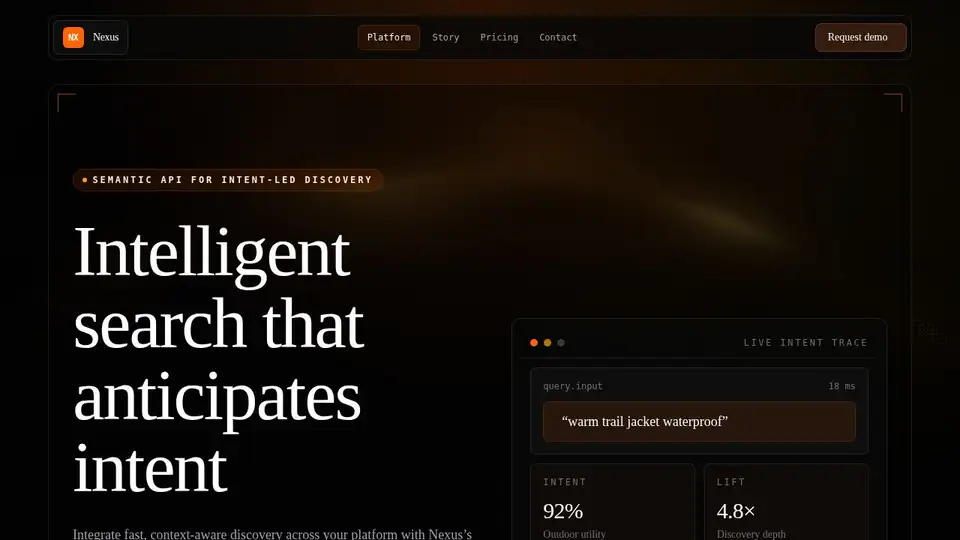 NX Nexus
Platform Story Pricing Contact
Request demo
SEMANTIC API FOR INTENT-LED DISCOVERY
Intelligent
search that
anticipates
intent
Integrate fast, context-aware discovery across your platform with Nexus’s
LIVE INTENT TRACE
query.input 18 ms
“warm trail jacket waterproof”
INTENT
92%
Outdoor utility
LIFT
4.8×
Discovery depth